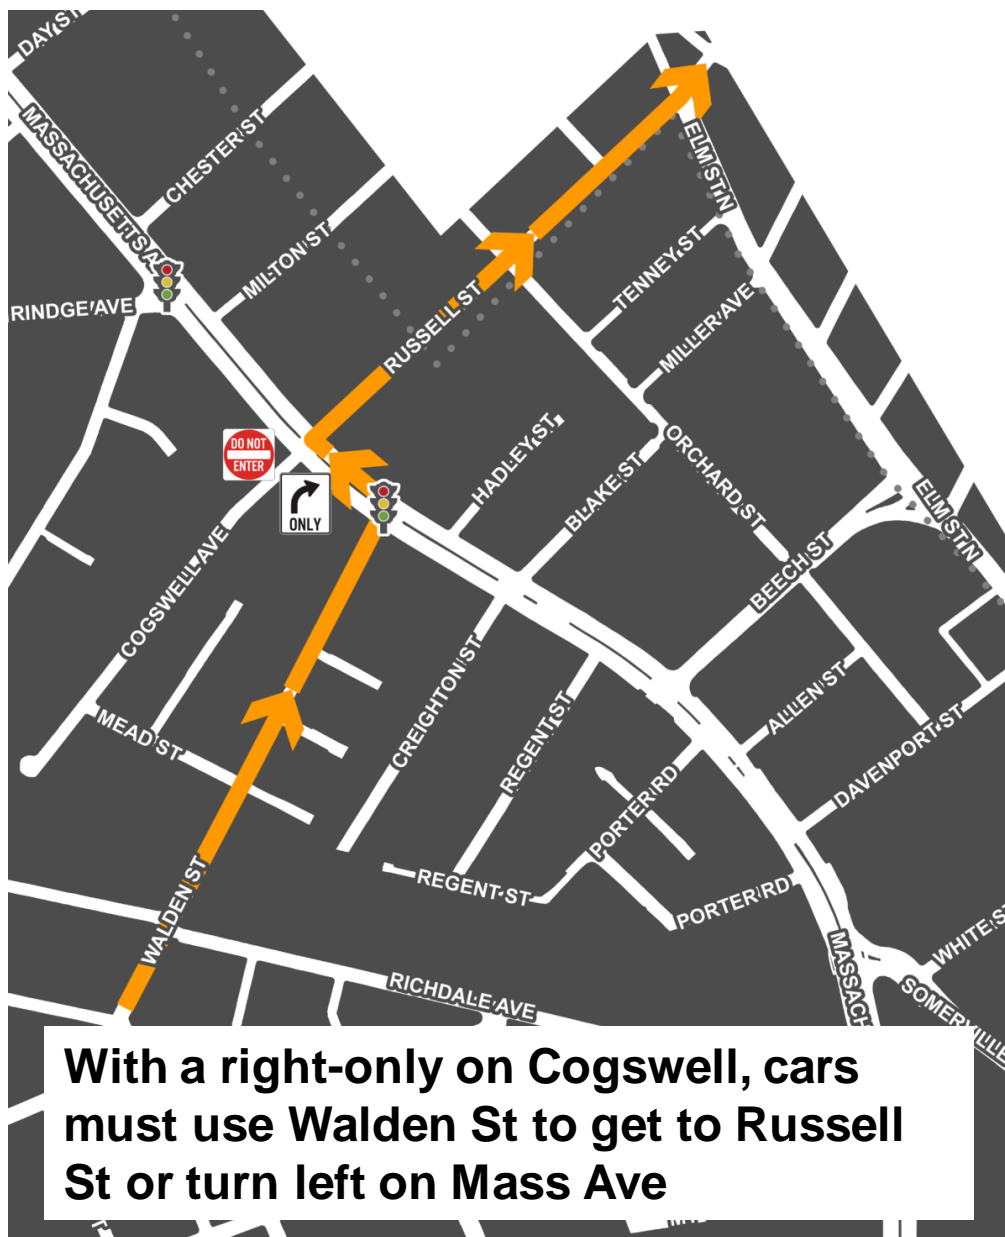 DAY ST
MASSACHUSETTS A
CHESTER ST
MILTON ST
RINDGE AVE
RUSSELL ST
ELM ST N
TENNEY ST
MILLER AVE
DO NOT
ENTER
ONLY
HADLEY ST
BLAKE ST
ORCHARD ST
ELM ST N
BEECH ST
COGSWELL AVE
MEAD ST
CREIGHTON ST
REGENT ST
PORTER RD
ALLEN ST
DAVENPORT ST
WALDEN ST
REGENT ST
PORTER RD
WHITE ST
MASSACH
SOMERVILLE
RICHDALE AVE
With a right-only on Cogswell, cars
must use Walden St to get to Russell
St or turn left on Mass Ave